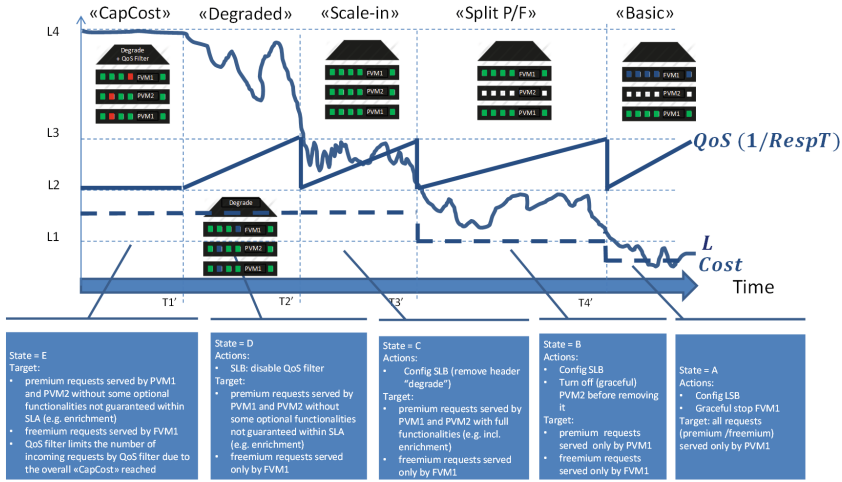 «CapCost» «Degraded» «Scale-in» «Split P/F» «Basic»
L4
Degrade
+ QoS Filter
FVM1
PVM2
PVM1
FVM1
PVM2
PVM1
FVM1
PVM2
PVM1
FVM1
PVM2
PVM1
L3
QoS (1/RespT)
L2
Degrade
FVM1
PVM2
PVM1
L1
L
Cost
Time
T1’ T2’ T3’ T4’
State = E
Target:
• premium requests served by PVM1
and PVM2 without some optional
functionalities not guaranteed within
SLA (e.g. enrichment)
• freemium requests served by FVM1
• QoS filter limits the number of
incoming requests by QoS filter due to
the overall «CapCost» reached
State = D
Actions:
• SLB: disable QoS filter
Target:
• premium requests served by
PVM1 and PVM2 without
some optional functionalities
not guaranteed within SLA
(e.g. enrichment)
• freemium requests served
only by FVM1
State = C
Actions:
• Config SLB (remove header
“degrade”)
Target:
• premium requests served by
PVM1 and PVM2 with full
functionalities (e.g. incl.
enrichment)
• freemium requests served
only by FVM1
State = B
Actions:
• Config SLB
• Turn off (graceful)
PVM2 before removing
it
Target:
• premium requests
served only by PVM1
• freemium requests
served only by FVM1
State = A
Actions:
• Config LSB
• Graceful stop FVM1
Target: all requests
(premium /freemium)
served only by PVM1